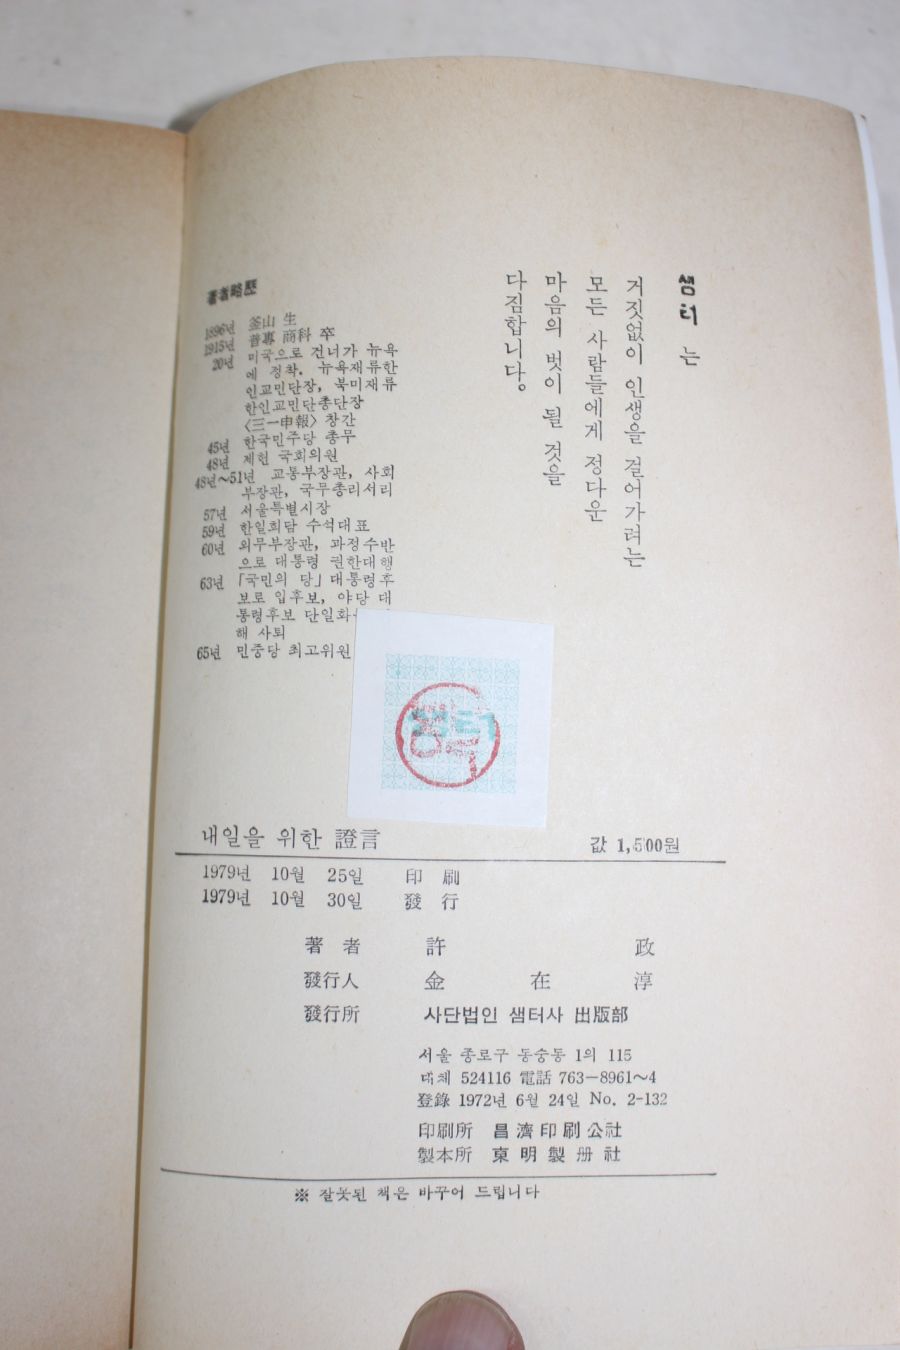 샘터 는
거짓없이 인생을 걸어가려는
모든 사람들에게 정다운
마음의 벗이 될 것을
다짐합니다。
著者略歷
1896년 釜山 生
1915년 普專 商科 卒
20년 미국으로 건너가 뉴욕
에 정착. 뉴욕재류한
인교민단장, 북미재류
한인교민단총단장
〈三一申報〉 창간
45년 한국민주당 총무
48년 제헌 국회의원
48년~51년 교통부장관, 사회
부장관, 국무총리서리
57년 서울특별시장
59년 한일회담 수석대표
60년 외무부장관, 과정수반
으로 대통령 권한대행
63년 「국민의 당」 대통령후
보로 입후보, 야당 대
통령후보 단일화
해 사퇴
65년 민중당 최고위원
내일을 위한 證言 값 1,500원
1979년 10월 25일 印 刷
1979년 10월 30일 發 行
著 者 許 政
發行人 金 在 淳
發行所 사단법인 샘터사 出版部
서울 종로구 동숭동 1의 115
대체 524116 電話 763-8961~4
登錄 1972년 6월 24일 No. 2-132
印刷所 昌濟印刷公社
製本所 東明製册社
※ 잘못된 책은 바꾸어 드립니다